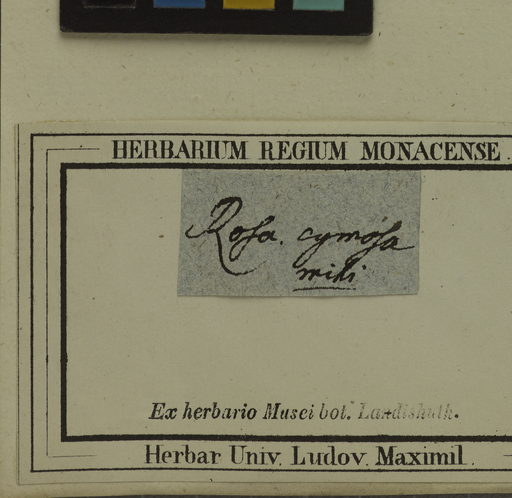 HERBARIUM REGIUM MONACENSE.
Rosa. cymosa
mihi
Ex herbario Musei bot. Landishuth.
Herbar Univ. Ludov. Maximil.